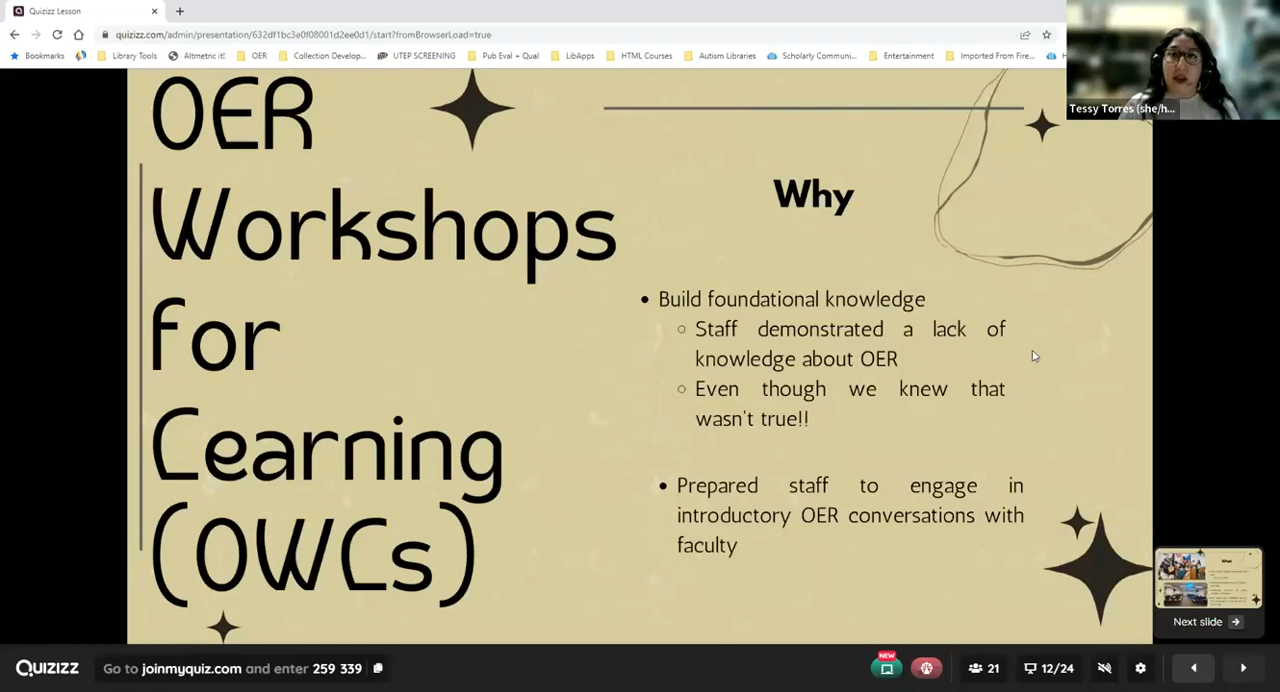 Quizizz Lesson
quizizz.com/admin/presentation/632df1bc3e0f08001d2ee0d1/start?fromBrowserLoad=true
Bookmarks Library Tools Altmetric it! OER Collection Develop... UTEP SCREENING Pub Eval + Qual LibApps HTML Courses Autism Libraries Scholarly Communi... Entertainment Imported From Fire...
Tessy Torres (she/h...
OER
Workshops
for
Learning
(OWLs)
Why
• Build foundational knowledge
○ Staff demonstrated a lack of
knowledge about OER
○ Even though we knew that
wasn't true!!
• Prepared staff to engage in
introductory OER conversations with
faculty
Next slide
Quizizz Go to joinmyquiz.com and enter 259 339 NEW 21 12/24